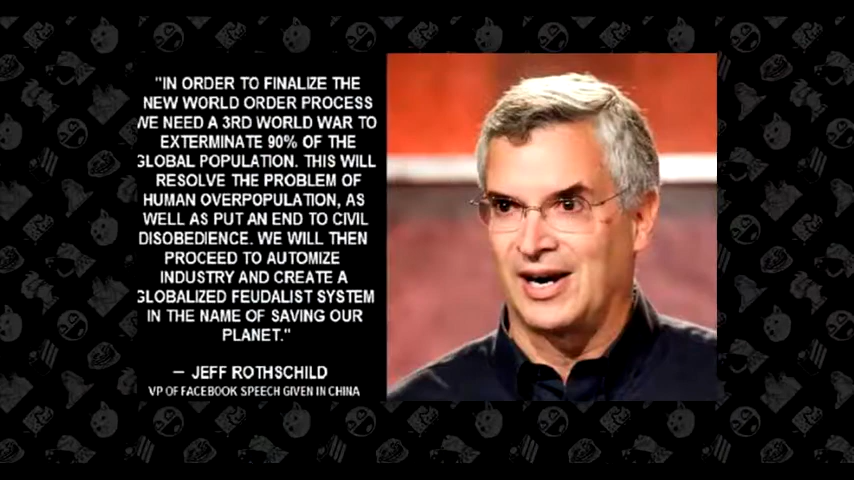 "IN ORDER TO FINALIZE THE
NEW WORLD ORDER PROCESS
WE NEED A 3RD WORLD WAR TO
EXTERMINATE 90% OF THE
GLOBAL POPULATION. THIS WILL
RESOLVE THE PROBLEM OF
HUMAN OVERPOPULATION, AS
WELL AS PUT AN END TO CIVIL
DISOBEDIENCE. WE WILL THEN
PROCEED TO AUTOMIZE
INDUSTRY AND CREATE A
GLOBALIZED FEUDALIST SYSTEM
IN THE NAME OF SAVING OUR
PLANET."
— JEFF ROTHSCHILD
VP OF FACEBOOK SPEECH GIVEN IN CHINA